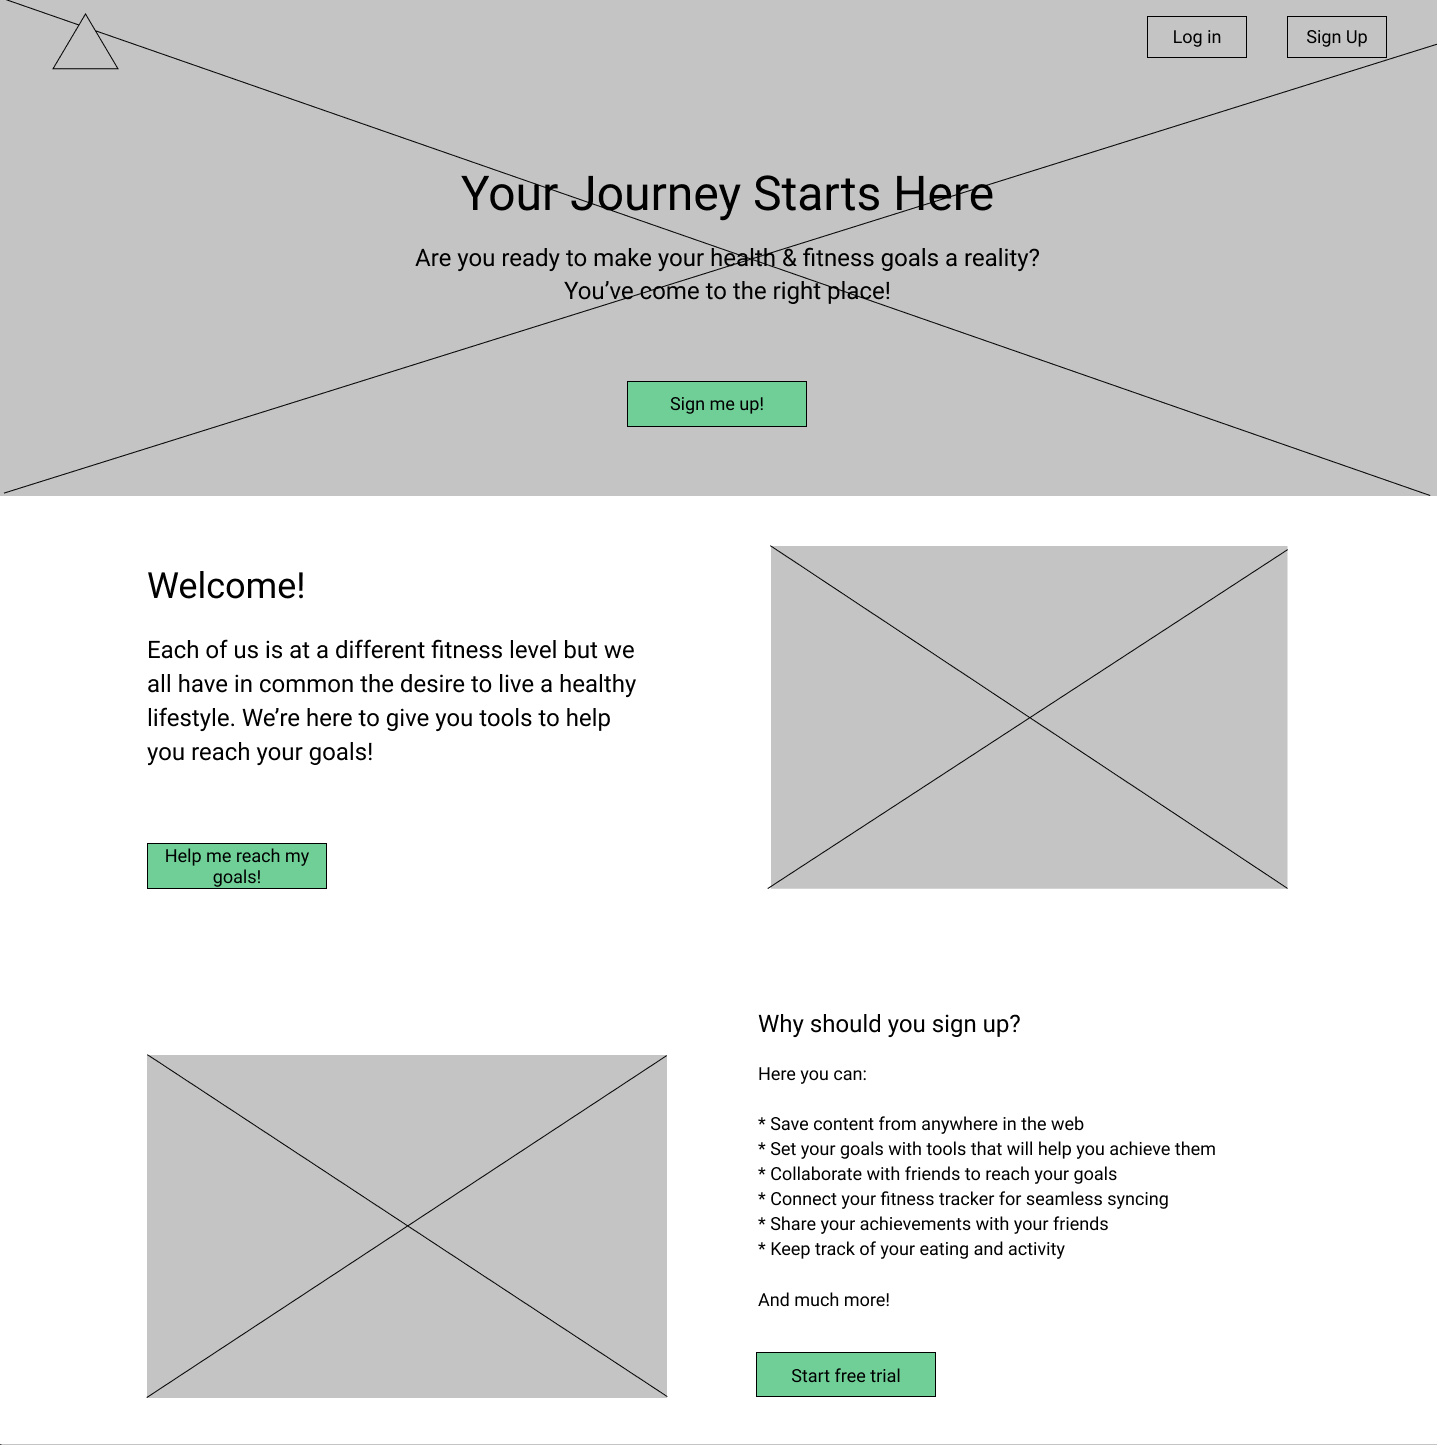 Log in
Sign Up
Your Journey Starts Here
Are you ready to make your health & fitness goals a reality?
You’ve come to the right place!
Sign me up!
Welcome!
Each of us is at a different fitness level but we
all have in common the desire to live a healthy
lifestyle. We’re here to give you tools to help
you reach your goals!
Help me reach my
goals!
Why should you sign up?
Here you can:
* Save content from anywhere in the web
* Set your goals with tools that will help you achieve them
* Collaborate with friends to reach your goals
* Connect your fitness tracker for seamless syncing
* Share your achievements with your friends
* Keep track of your eating and activity
And much more!
Start free trial